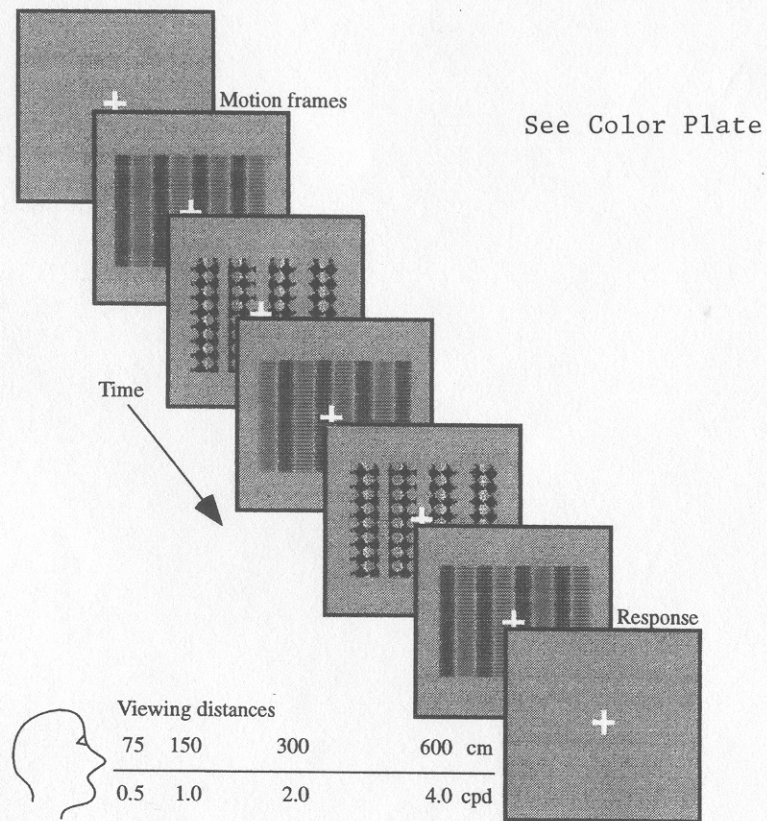 Motion frames
See Color Plate
Time
Response
Viewing distances
75 150 300 600 cm
0.5 1.0 2.0 4.0 cpd